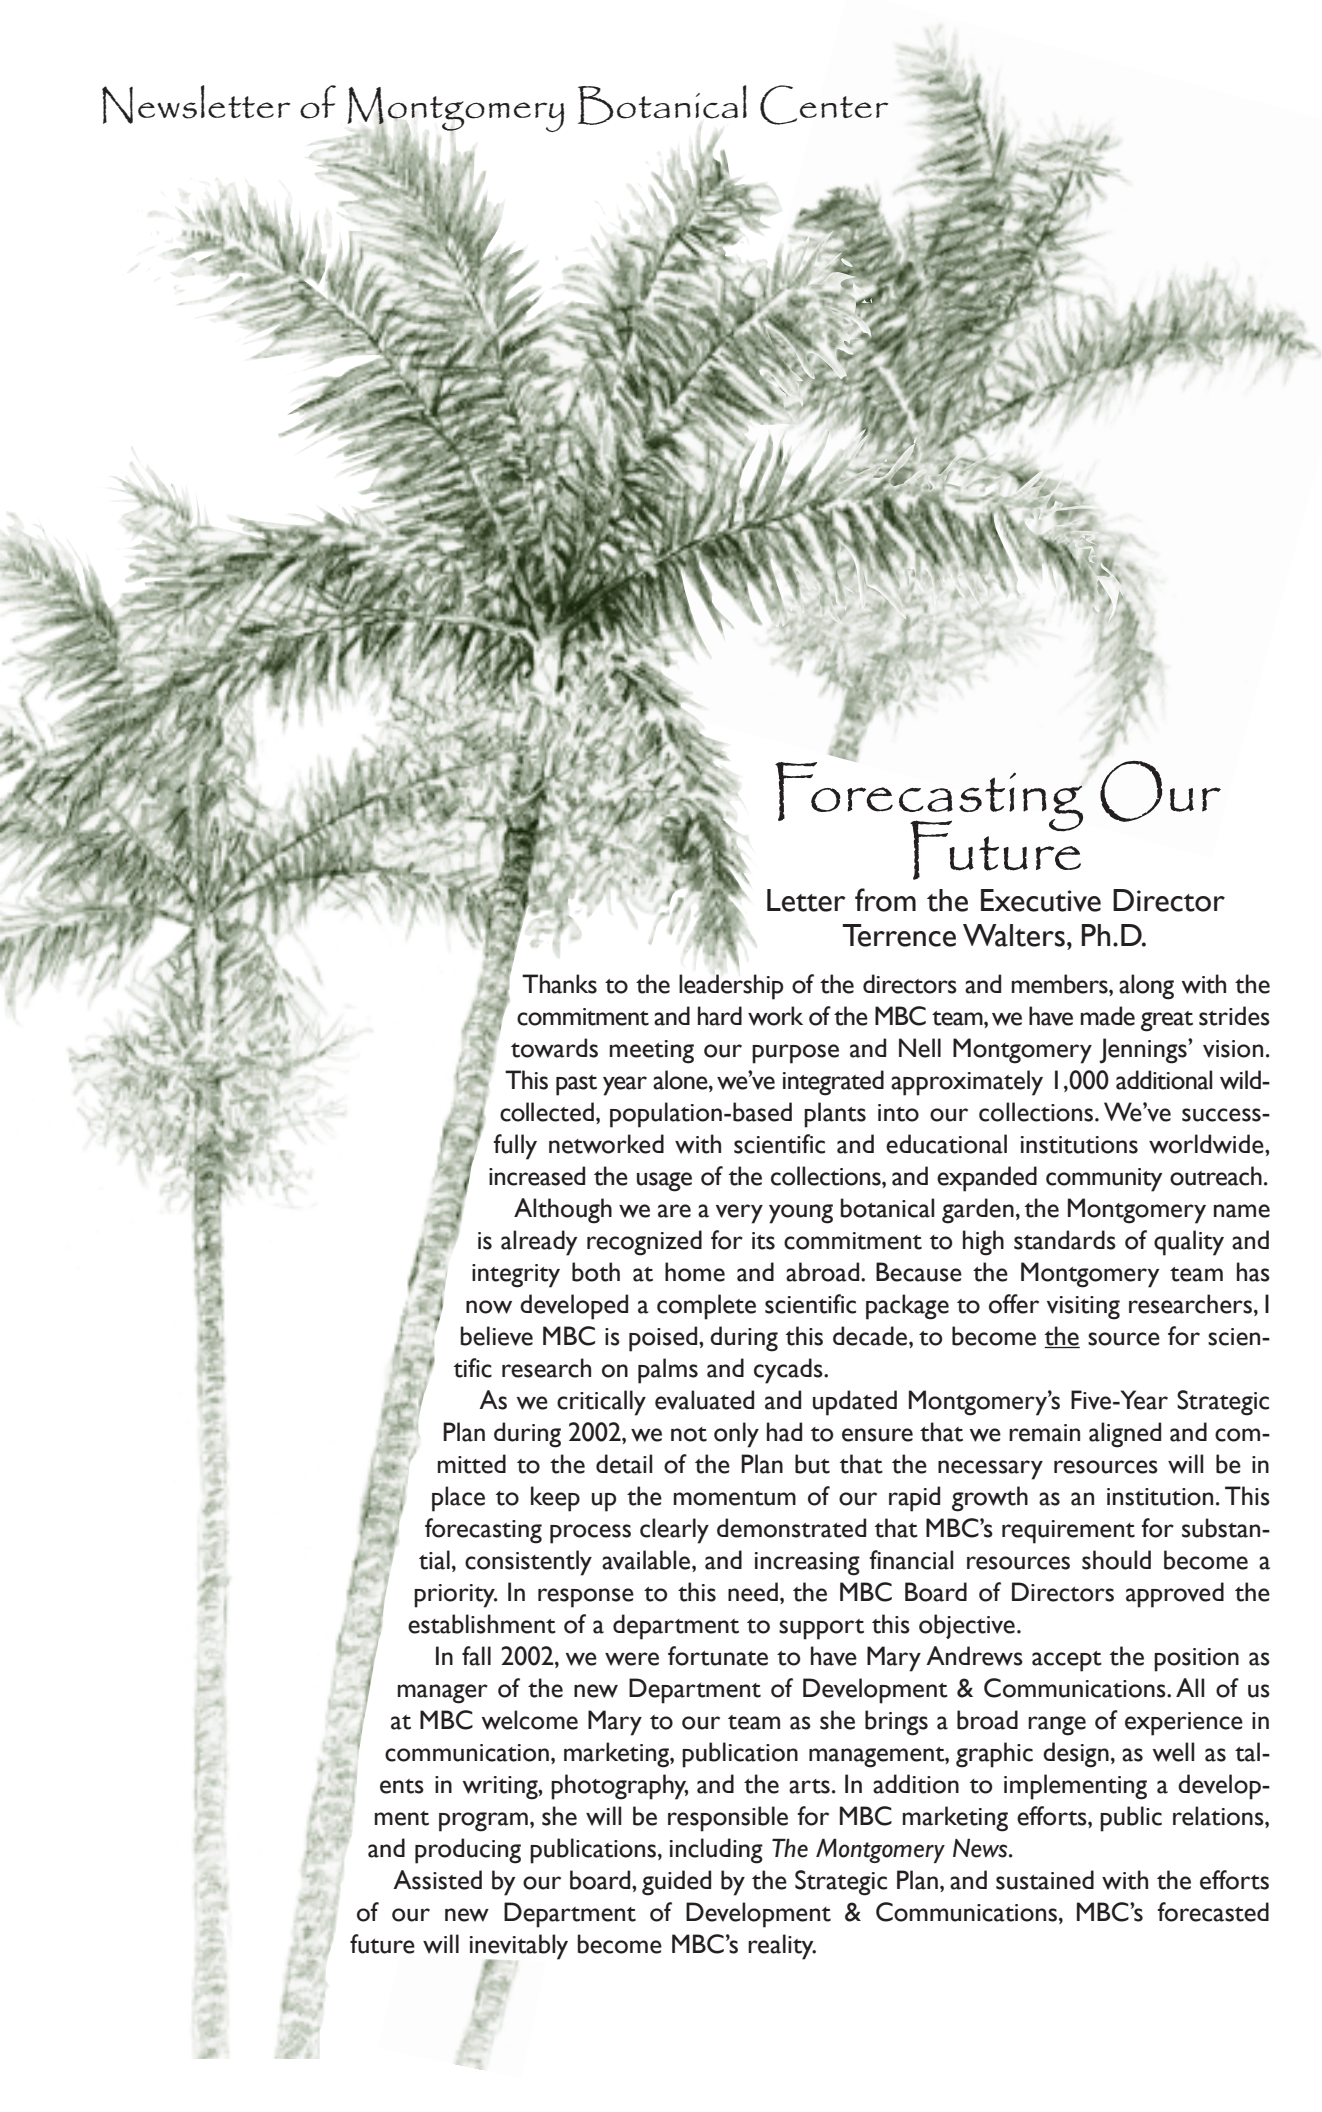 Newsletter of Montgomery Botanical Center
Forecasting Our
Future
Letter from the Executive Director
Terrence Walters, Ph.D.
Thanks to the leadership of the directors and members, along with the
commitment and hard work of the MBC team, we have made great strides
towards meeting our purpose and Nell Montgomery Jennings’ vision.
This past year alone, we’ve integrated approximately 1,000 additional wild-
collected, population-based plants into our collections. We’ve success-
fully networked with scientific and educational institutions worldwide,
increased the usage of the collections, and expanded community outreach.
Although we are a very young botanical garden, the Montgomery name
is already recognized for its commitment to high standards of quality and
integrity both at home and abroad. Because the Montgomery team has
now developed a complete scientific package to offer visiting researchers, I
believe MBC is poised, during this decade, to become the source for scien-
tific research on palms and cycads.
As we critically evaluated and updated Montgomery’s Five-Year Strategic
Plan during 2002, we not only had to ensure that we remain aligned and com-
mitted to the detail of the Plan but that the necessary resources will be in
place to keep up the momentum of our rapid growth as an institution. This
forecasting process clearly demonstrated that MBC’s requirement for substan-
tial, consistently available, and increasing financial resources should become a
priority. In response to this need, the MBC Board of Directors approved the
establishment of a department to support this objective.
In fall 2002, we were fortunate to have Mary Andrews accept the position as
manager of the new Department of Development & Communications. All of us
at MBC welcome Mary to our team as she brings a broad range of experience in
communication, marketing, publication management, graphic design, as well as tal-
ents in writing, photography, and the arts. In addition to implementing a develop-
ment program, she will be responsible for MBC marketing efforts, public relations,
and producing publications, including The Montgomery News.
Assisted by our board, guided by the Strategic Plan, and sustained with the efforts
of our new Department of Development & Communications, MBC’s forecasted
future will inevitably become MBC’s reality.